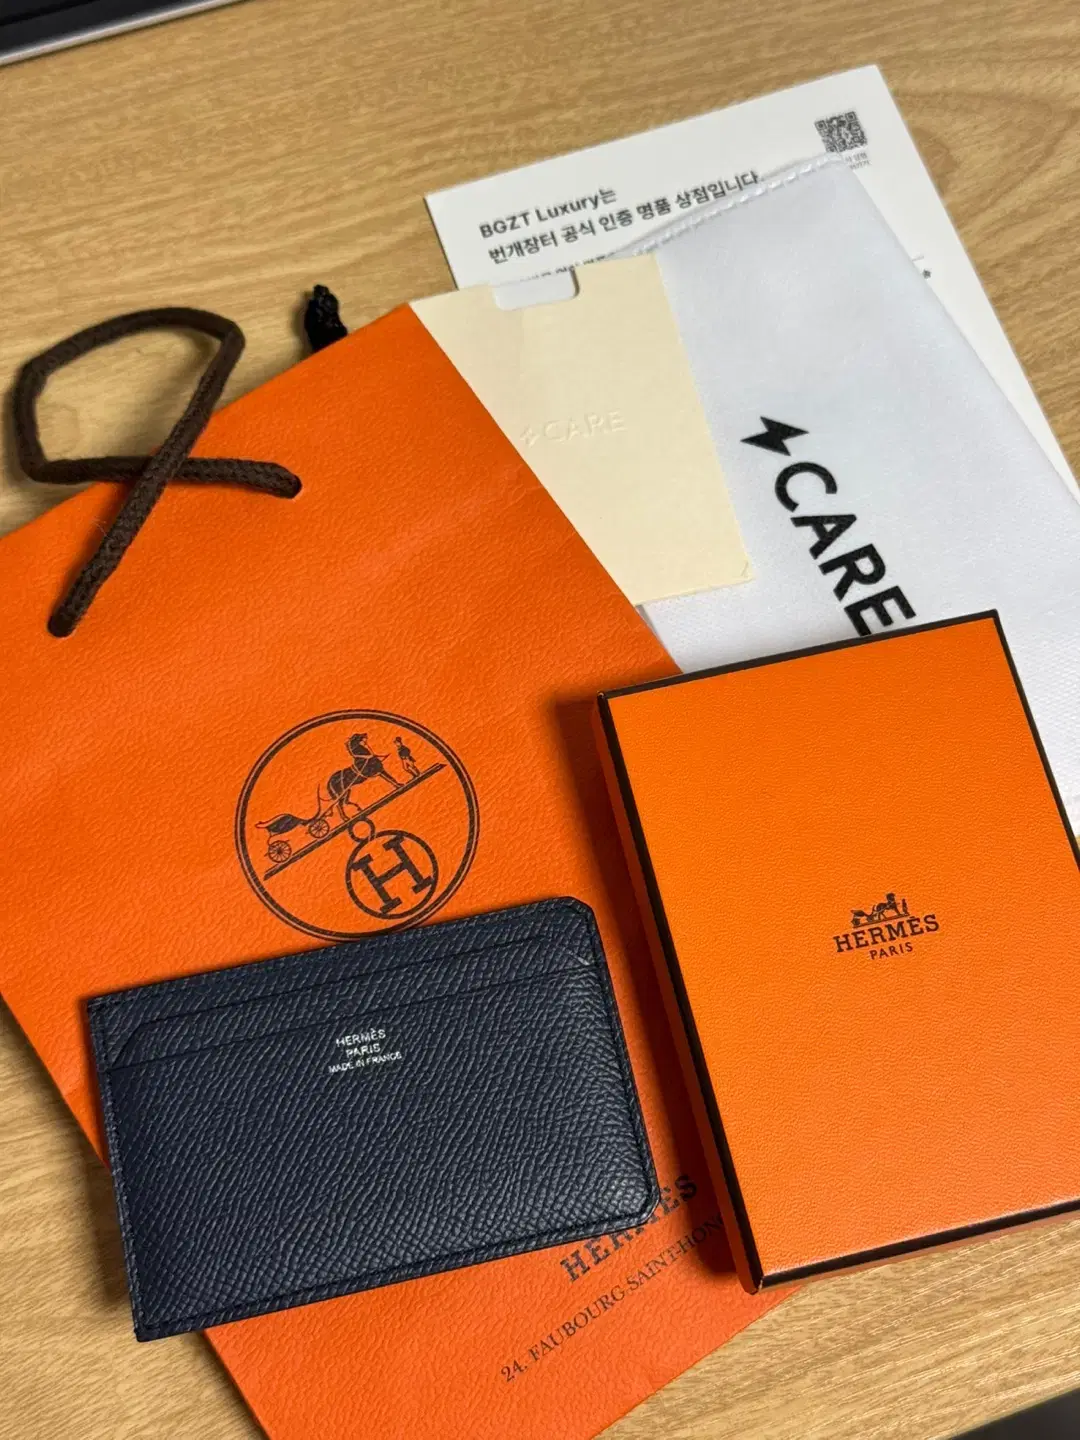 BGZT Luxury는
번개장터 공식 인증 명품 상점입니다.
CARE
CARE
H
HERMÈS
PARIS
HERMÈS
PARIS
MADE IN FRANCE
HERMÈS
24, FAUBOURG SAINT-HON